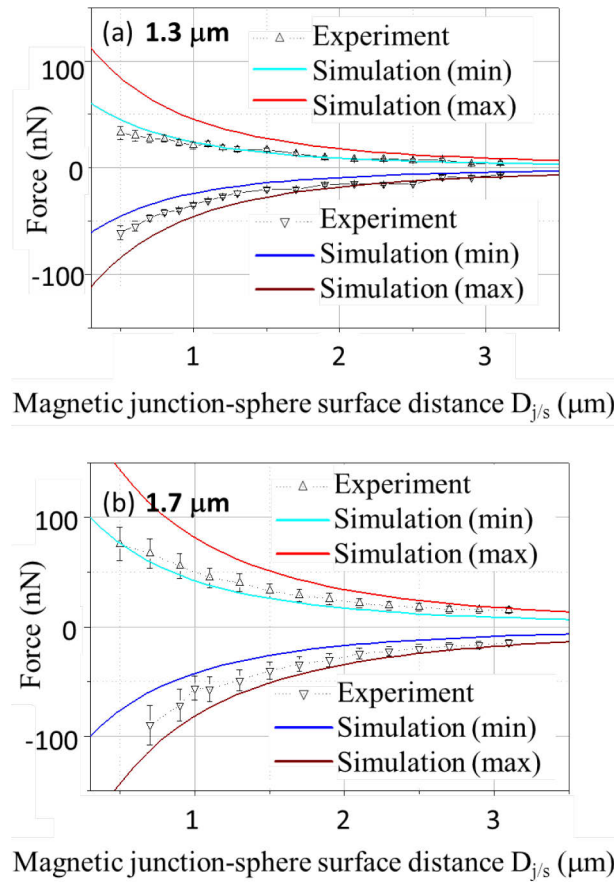 (a) 1.3 μm
Experiment
Simulation (min)
Simulation (max)
100
0
-100
Force (nN)
Experiment
Simulation (min)
Simulation (max)
1
2
3
Magnetic junction-sphere surface distance Dj/s (μm)
(b) 1.7 μm
Experiment
Simulation (min)
Simulation (max)
100
0
-100
Force (nN)
Experiment
Simulation (min)
Simulation (max)
1
2
3
Magnetic junction-sphere surface distance Dj/s (μm)